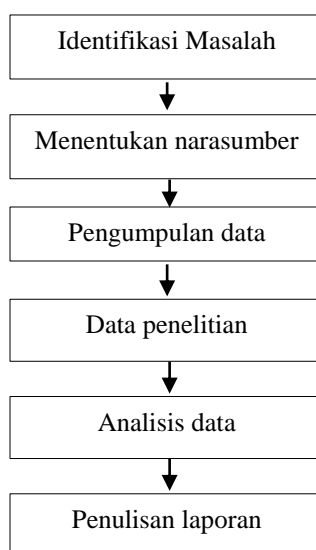 Identifikasi Masalah
Menentukan narasumber
Pengumpulan data
Data penelitian
Analisis data
Penulisan laporan